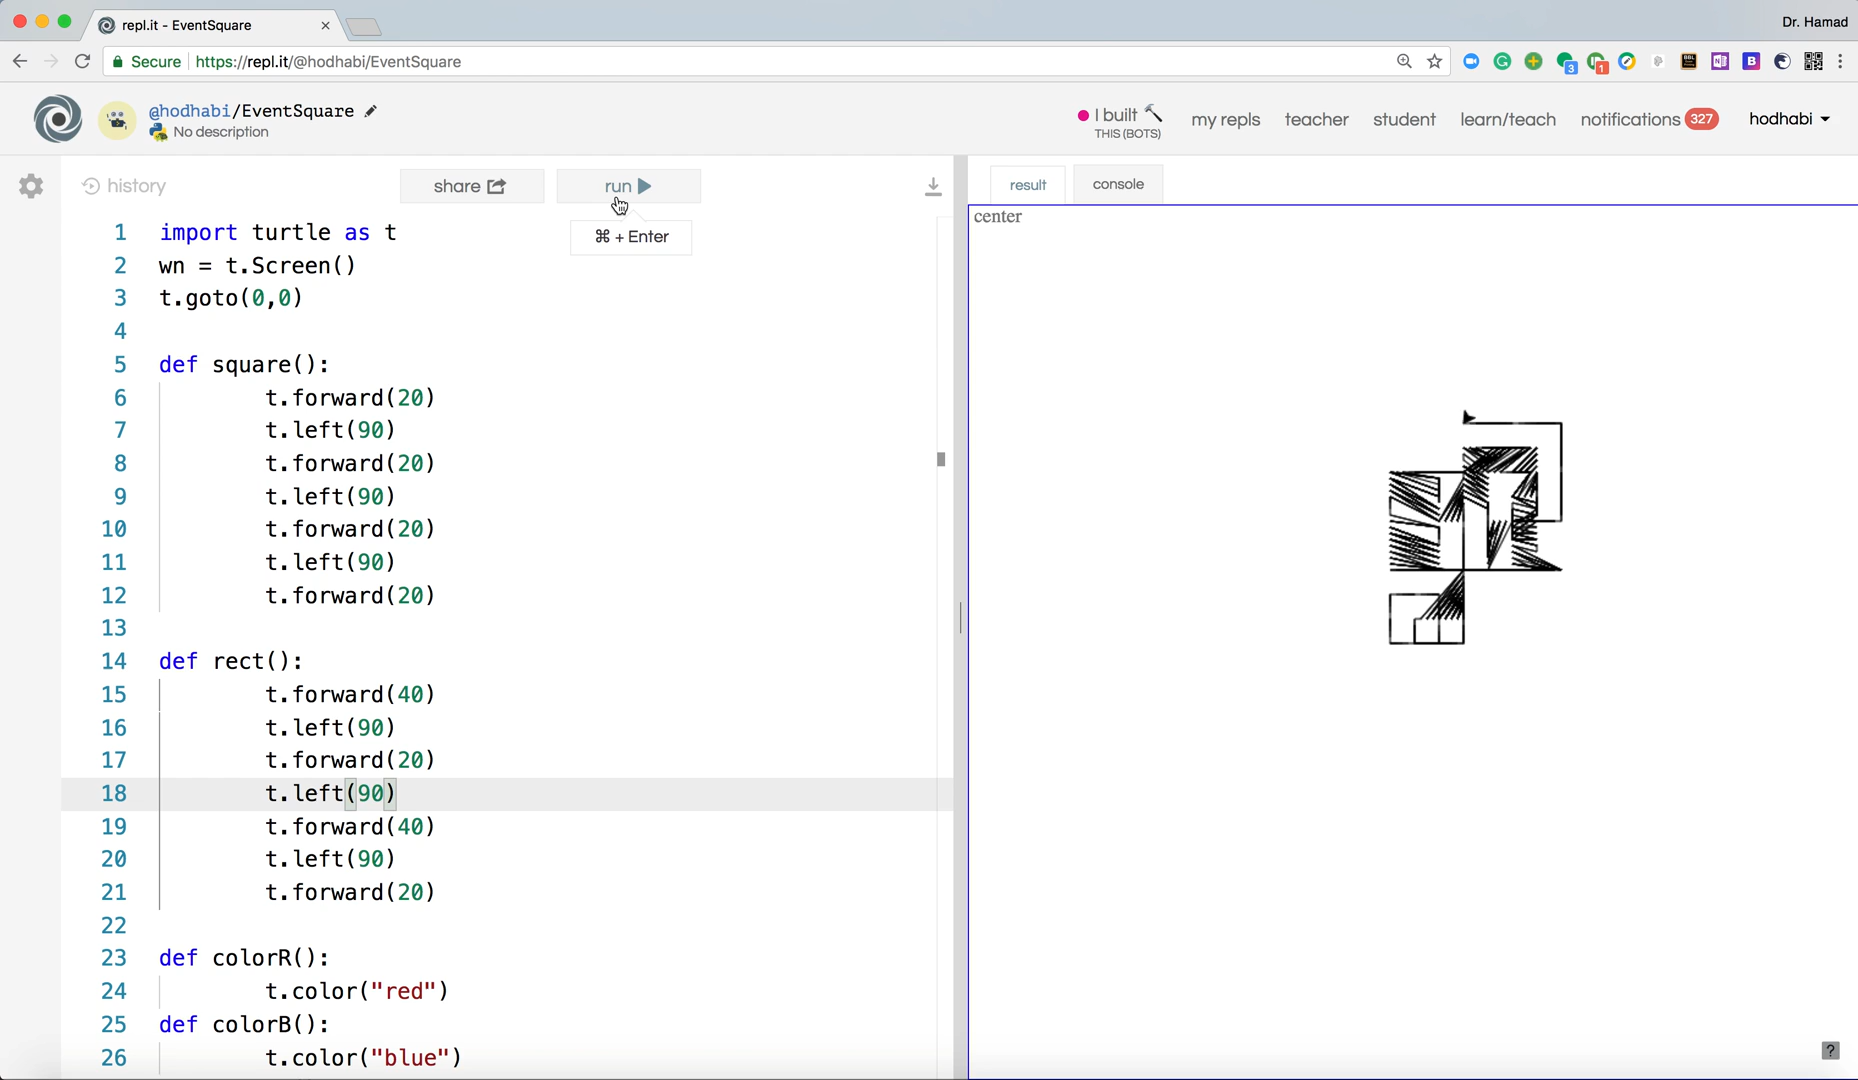 repl.it - EventSquare
Dr. Hamad
Secure https://repl.it/@hodhabi/EventSquare
3
1
@hodhabi/EventSquare
No description
I built
THIS (BOTS)
my repls
teacher
student
learn/teach
notifications 327
hodhabi
history
share
run
result
console
⌘ + Enter
center
1 import turtle as t
2 wn = t.Screen()
3 t.goto(0,0)
4
5 def square():
6 t.forward(20)
7 t.left(90)
8 t.forward(20)
9 t.left(90)
10 t.forward(20)
11 t.left(90)
12 t.forward(20)
13
14 def rect():
15 t.forward(40)
16 t.left(90)
17 t.forward(20)
18 t.left(90)
19 t.forward(40)
20 t.left(90)
21 t.forward(20)
22
23 def colorR():
24 t.color("red")
25 def colorB():
26 t.color("blue")
?